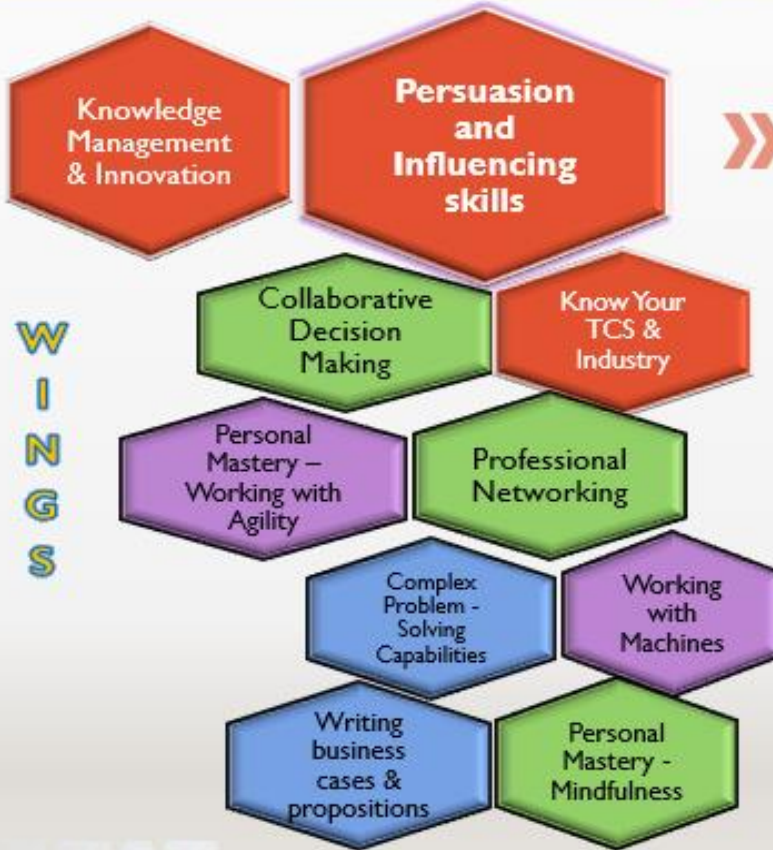 Knowledge
Management
& Innovation
Persuasion
and
Influencing
skills
Collaborative
Decision
Making
Know Your
TCS &
Industry
W
I
N
G
S
Personal
Mastery –
Working with
Agility
Professional
Networking
Complex
Problem -
Solving
Capabilities
Working
with
Machines
Writing
business
cases &
propositions
Personal
Mastery -
Mindfulness